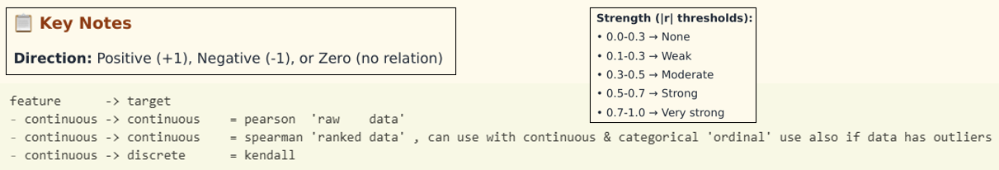 📋 Key Notes
Direction: Positive (+1), Negative (-1), or Zero (no relation)
Strength (|r| thresholds):
• 0.0-0.3 → None
• 0.1-0.3 → Weak
• 0.3-0.5 → Moderate
• 0.5-0.7 → Strong
• 0.7-1.0 → Very strong
feature      -> target
- continuous -> continuous    = pearson  'raw    data'
- continuous -> continuous    = spearman 'ranked data' , can use with continuous & categorical 'ordinal' use also if data has outliers
- continuous -> discrete      = kendall